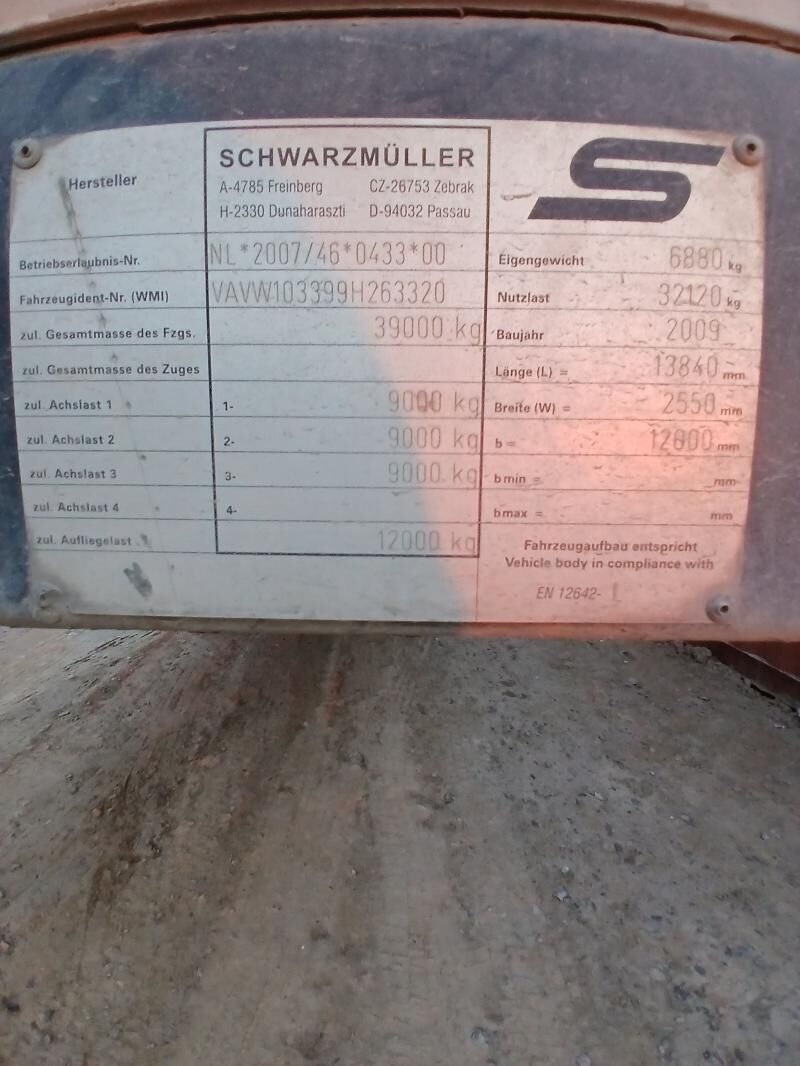 Hersteller
SCHWARZMÜLLER
A-4785 Freinberg CZ-26753 Zebrak
H-2330 Dunaharaszti D-94032 Passau
S
Betriebserlaubnis-Nr. NL*2007/46*0433*00
Fahrzeugident-Nr. (WMI) VAVW103399H263320
zul. Gesamtmasse des Fzgs. 39000 kg
zul. Gesamtmasse des Zuges
zul. Achslast 1 1- 9000 kg
zul. Achslast 2 2- 9000 kg
zul. Achslast 3 3- 9000 kg
zul. Achslast 4 4-
zul. Aufliegelast 12000 kg
Eigengewicht 6880 kg
Nutzlast 32120 kg
Baujahr 2009
Länge (L) = 13840 mm
Breite (W) = 2550 mm
b = 12000 mm
b min = mm
b max = mm
Fahrzeugaufbau entspricht
Vehicle body in compliance with
EN 12642- L